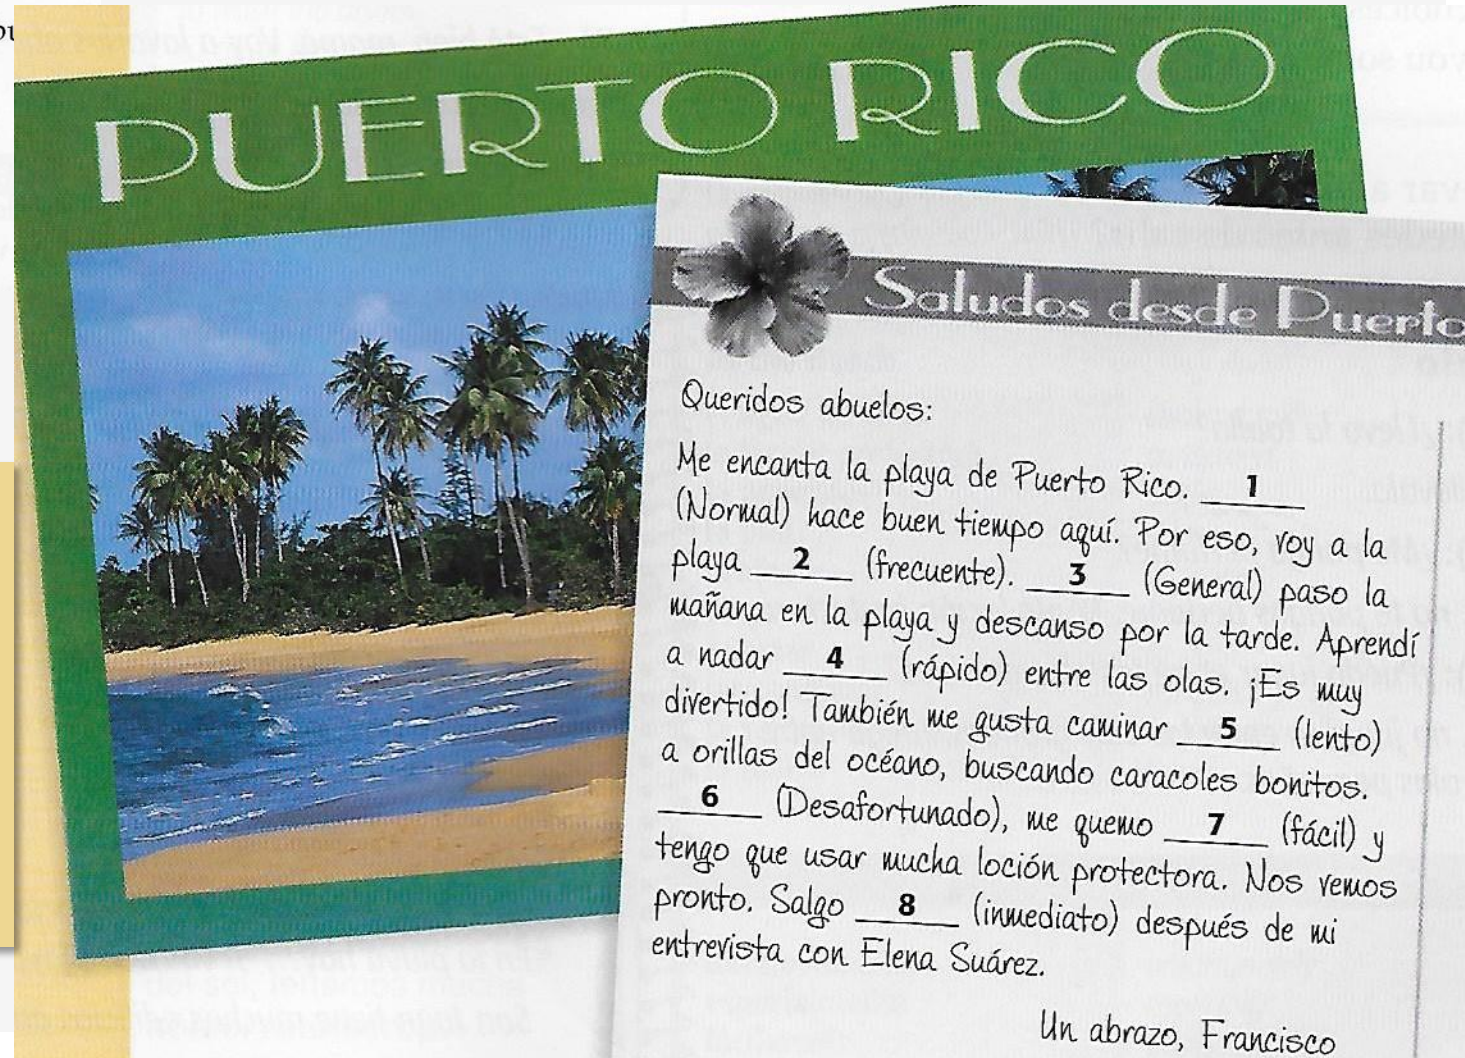 PUERTO RICO
Saludos desde Puerto
Queridos abuelos:
Me encanta la playa de Puerto Rico. 1
(Normal) hace buen tiempo aquí. Por eso, voy a la
playa 2 (frecuente). 3 (General) paso la
mañana en la playa y descanso por la tarde. Aprendí
a nadar 4 (rápido) entre las olas. ¡Es muy
divertido! También me gusta caminar 5 (lento)
a orillas del océano, buscando caracoles bonitos.
6 (Desafortunado), me quemo 7 (fácil) y
tengo que usar mucha loción protectora. Nos vemos
pronto. Salgo 8 (inmediato) después de mi
entrevista con Elena Suárez.
Un abrazo, Francisco